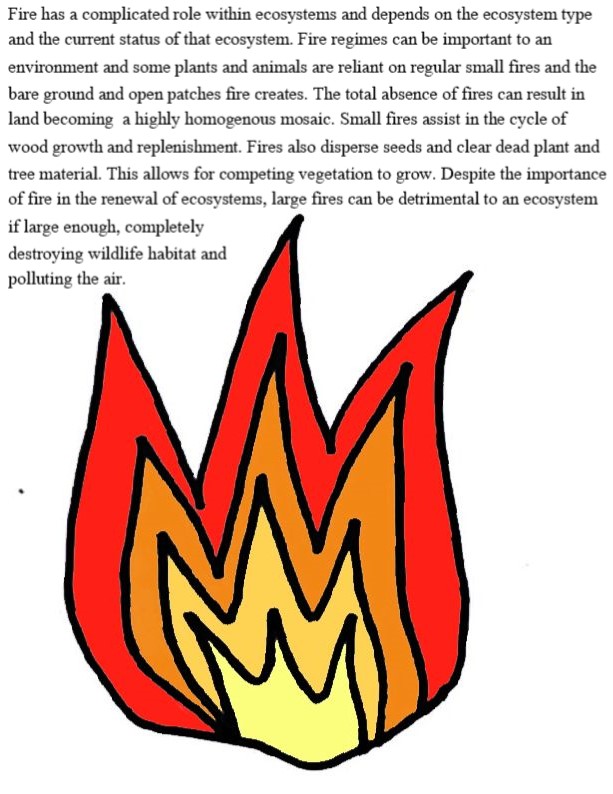 Fire has a complicated role within ecosystems and depends on the ecosystem type
and the current status of that ecosystem. Fire regimes can be important to an
environment and some plants and animals are reliant on regular small fires and the
bare ground and open patches fire creates. The total absence of fires can result in
land becoming  a highly homogenous mosaic. Small fires assist in the cycle of
wood growth and replenishment. Fires also disperse seeds and clear dead plant and
tree material. This allows for competing vegetation to grow. Despite the importance
of fire in the renewal of ecosystems, large fires can be detrimental to an ecosystem
if large enough, completely
destroying wildlife habitat and
polluting the air.